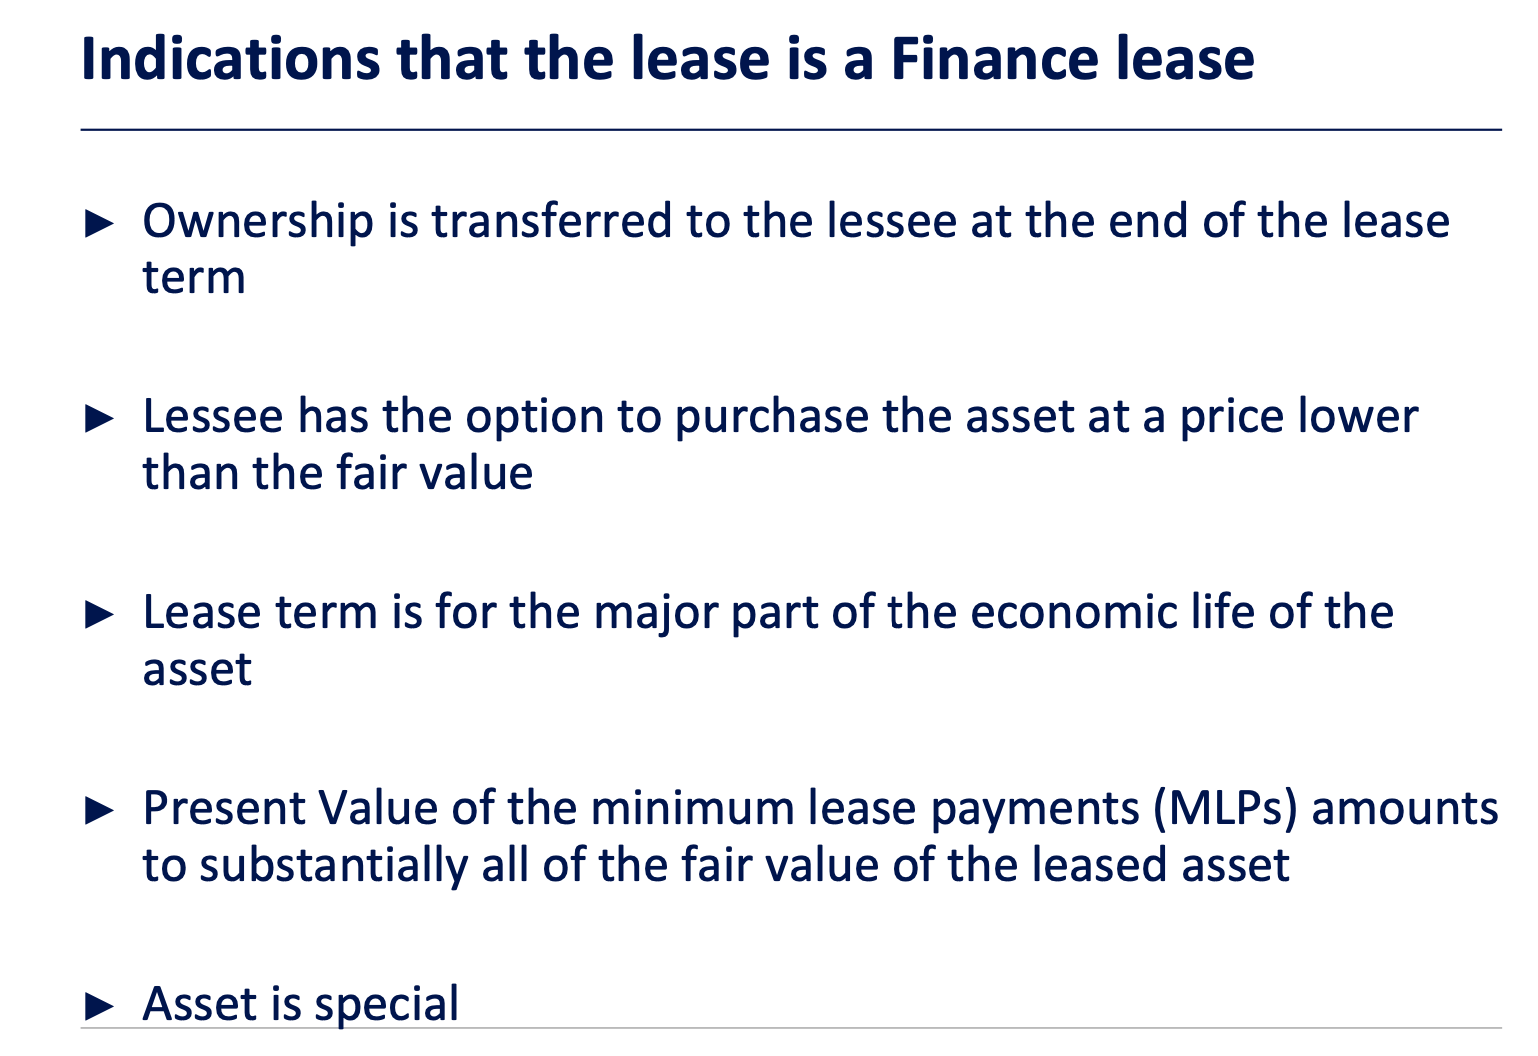 Indications that the lease is a Finance lease
► Ownership is transferred to the lessee at the end of the lease
term
► Lessee has the option to purchase the asset at a price lower
than the fair value
► Lease term is for the major part of the economic life of the
asset
► Present Value of the minimum lease payments (MLPs) amounts
to substantially all of the fair value of the leased asset
► Asset is special